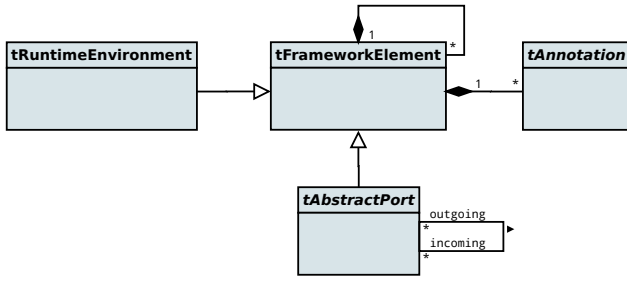 1
tRuntimeEnvironment
tFrameworkElement
*
tAnnotation
1
*
tAbstractPort
outgoing
*
incoming
*